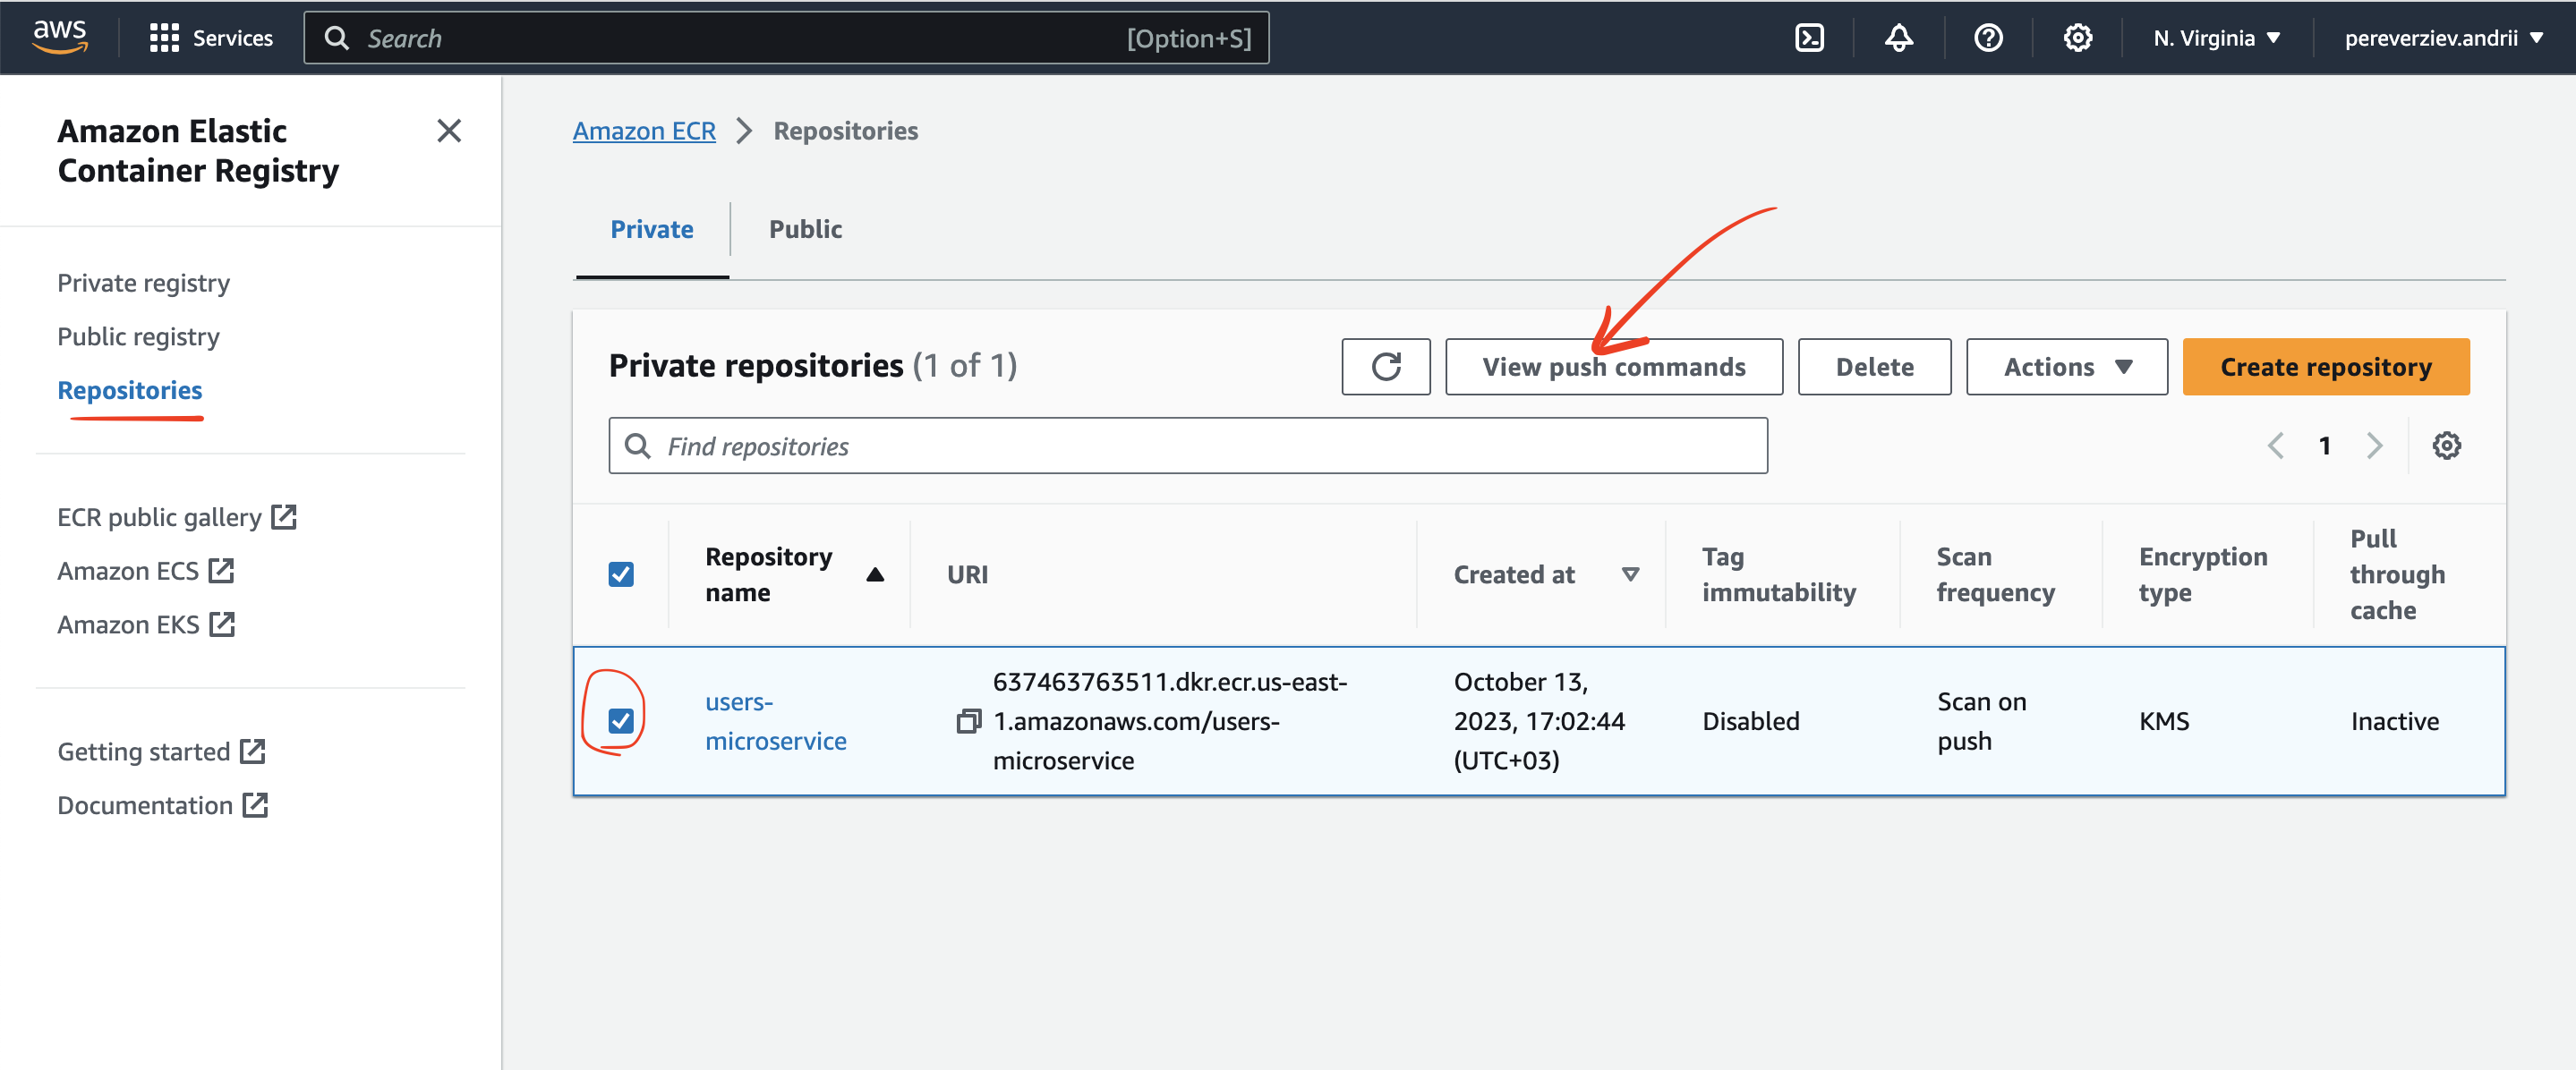 aws
Services
Search
[Option+S]
N. Virginia
pereverziev.andrii
Amazon Elastic
Container Registry
Private registry
Public registry
Repositories
ECR public gallery
Amazon ECS
Amazon EKS
Getting started
Documentation
Amazon ECR
Repositories
Private
Public
Private repositories (1 of 1)
View push commands
Delete
Actions
Create repository
Find repositories
1
Repository
name
URI
Created at
Tag
immutability
Scan
frequency
Encryption
type
Pull
through
cache
users-
microservice
637463763511.dkr.ecr.us-east-
1.amazonaws.com/users-
microservice
October 13,
2023, 17:02:44
(UTC+03)
Disabled
Scan on
push
KMS
Inactive